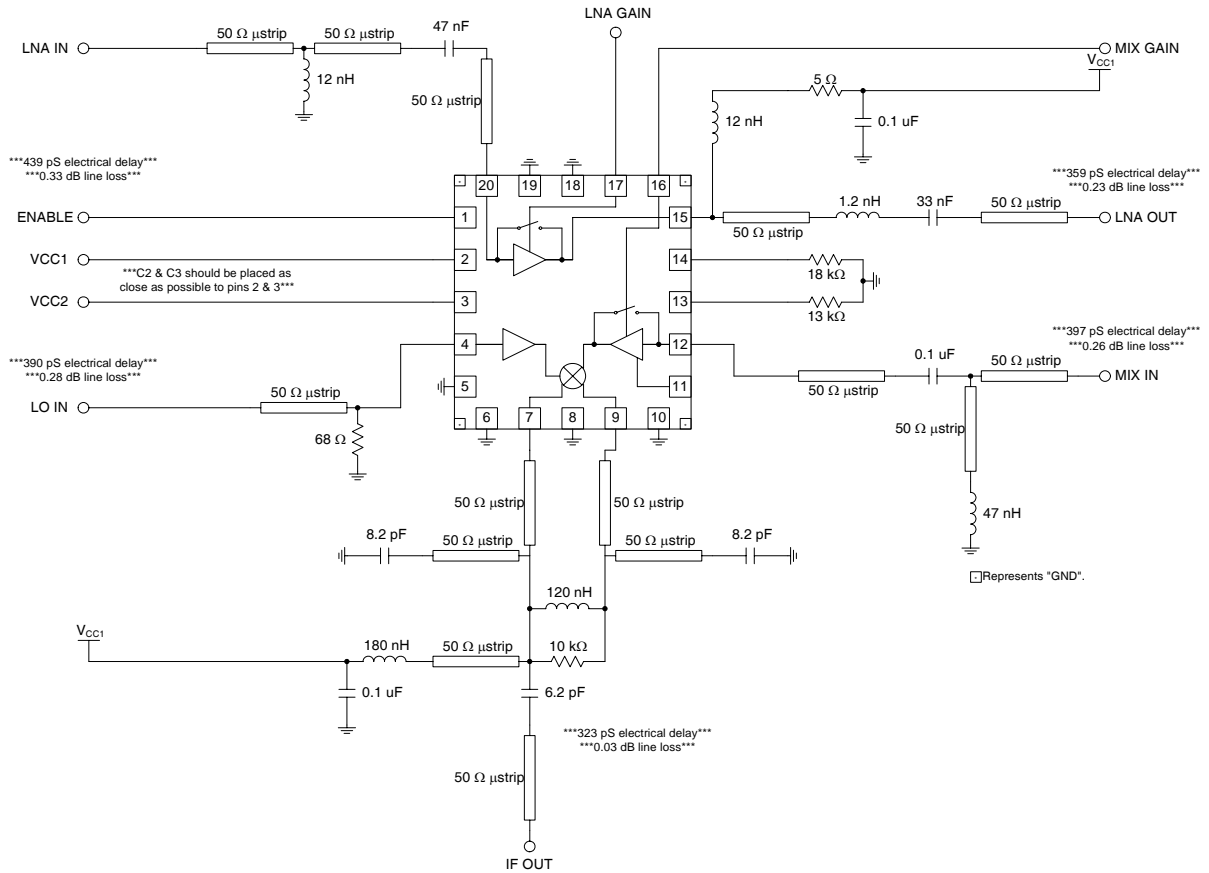 LNA GAIN
47 nF
50 Ω µstrip
50 Ω µstrip
LNA IN
MIX GAIN
VCC1
12 nH
5 Ω
50 Ω µstrip
12 nH
0.1 uF
***439 pS electrical delay***
***0.33 dB line loss***
***359 pS electrical delay***
***0.23 dB line loss***
20
19
18
17
16
ENABLE
1
15
1.2 nH
33 nF
50 Ω µstrip
50 Ω µstrip
LNA OUT
VCC1
2
14
18 kΩ
***C2 & C3 should be placed as
close as possible to pins 2 & 3***
VCC2
3
13
13 kΩ
***397 pS electrical delay***
***0.26 dB line loss***
4
12
***390 pS electrical delay***
***0.28 dB line loss***
0.1 uF
50 Ω µstrip
50 Ω µstrip
MIX IN
5
11
50 Ω µstrip
LO IN
68 Ω
6
7
8
9
10
50 Ω µstrip
50 Ω µstrip
50 Ω µstrip
47 nH
8.2 pF
50 Ω µstrip
50 Ω µstrip
8.2 pF
Represents "GND".
120 nH
VCC1
180 nH
50 Ω µstrip
10 kΩ
0.1 uF
6.2 pF
***323 pS electrical delay***
***0.03 dB line loss***
50 Ω µstrip
IF OUT